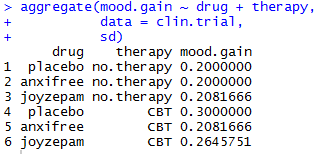 > aggregate(mood.gain ~ drug + therapy,
+           data = clin.trial,
+           sd)
      drug    therapy mood.gain
1  placebo no.therapy 0.2000000
2 anxifree no.therapy 0.2000000
3 joyzepam no.therapy 0.2081666
4  placebo        CBT 0.3000000
5 anxifree        CBT 0.2081666
6 joyzepam        CBT 0.2645751